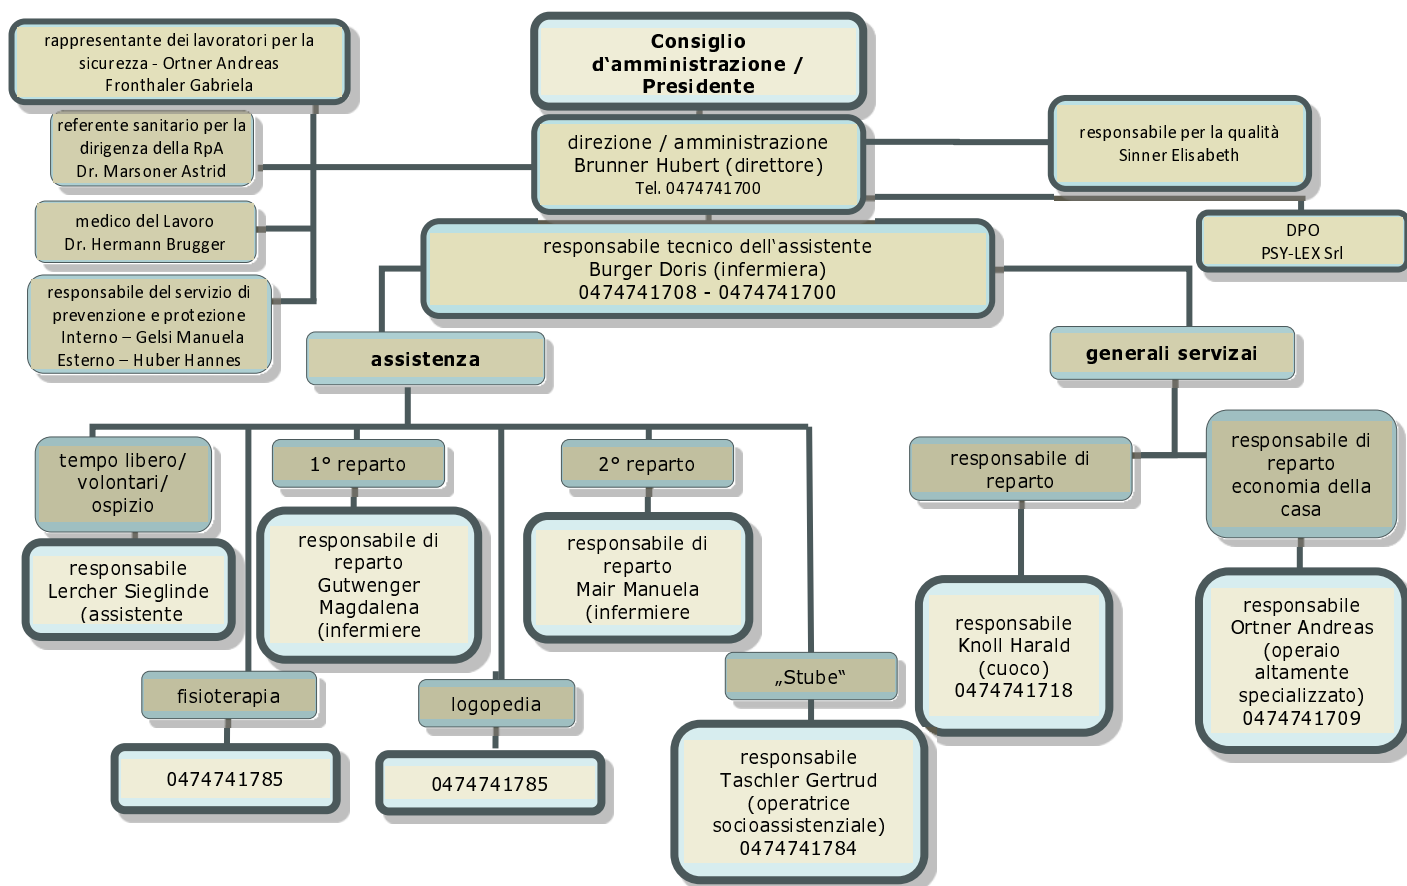 rappresentante dei lavoratori per la
sicurezza - Ortner Andreas
Fronthaler Gabriela
Consiglio
d‘amministrazione /
Presidente
referente sanitario per la
dirigenza della RpA
Dr. Marsoner Astrid
direzione / amministrazione
Brunner Hubert (direttore)
Tel. 0474741700
responsabile per la qualità
Sinner Elisabeth
medico del Lavoro
Dr. Hermann Brugger
DPO
PSY-LEX Srl
responsabile tecnico dell‘assistente
Burger Doris (infermiera)
0474741708 - 0474741700
responsabile del servizio di
prevenzione e protezione
Interno – Gelsi Manuela
Esterno – Huber Hannes
assistenza
generali servizai
tempo libero/
volontari/
ospizio
1° reparto
2° reparto
responsabile di
reparto
responsabile di
reparto
economia della
casa
responsabile
Lercher Sieglinde
(assistente
responsabile di
reparto
Gutwenger
Magdalena
(infermiere
responsabile di
reparto
Mair Manuela
(infermiere
responsabile
Knoll Harald
(cuoco)
0474741718
responsabile
Ortner Andreas
(operaio
altamente
specializzato)
0474741709
fisioterapia
logopedia
„Stube“
0474741785
0474741785
responsabile
Taschler Gertrud
(operatrice
socioassistenziale)
0474741784